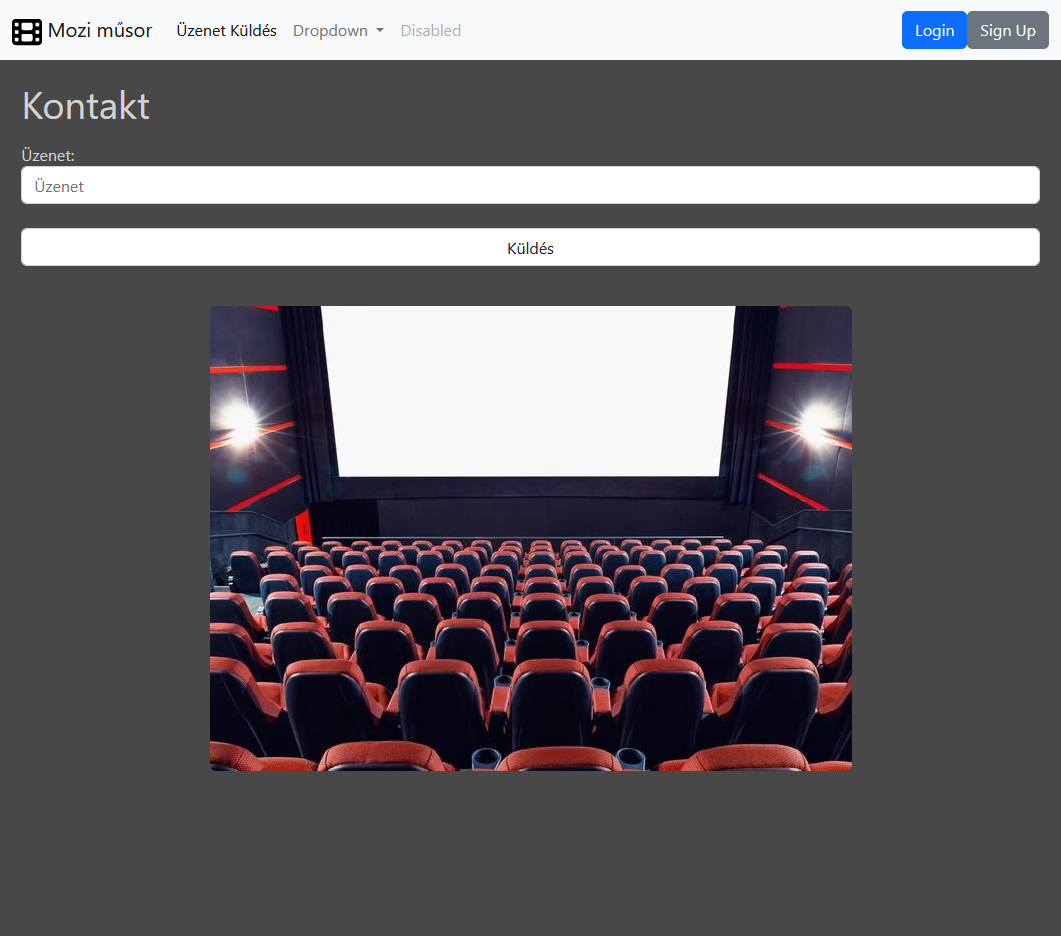 Mozi műsor Üzenet Küldés Dropdown Disabled Login Sign Up
Kontakt
Üzenet:
Üzenet
Küldés